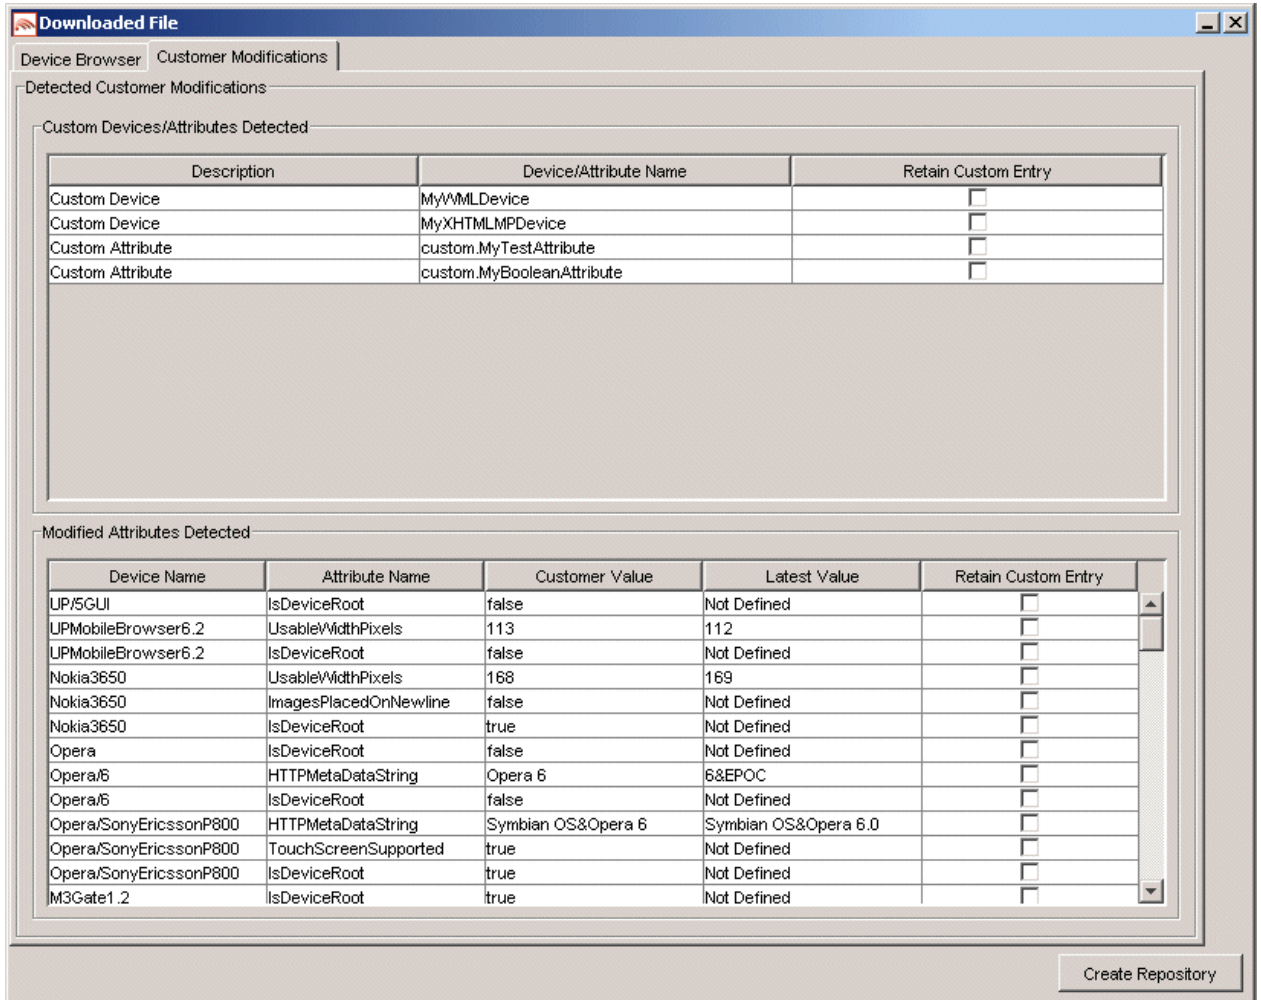 Downloaded File
Device Browser Customer Modifications
Detected Customer Modifications
Custom Devices/Attributes Detected
Description Device/Attribute Name Retain Custom Entry
Custom Device MyWMLDevice
Custom Device MyXHTMLMPDevice
Custom Attribute custom.MyTestAttribute
Custom Attribute custom.MyBooleanAttribute
Modified Attributes Detected
Device Name Attribute Name Customer Value Latest Value Retain Custom Entry
UP/5GUI IsDeviceRoot false Not Defined
UPMobileBrowser6.2 UsableWidthPixels 113 112
UPMobileBrowser6.2 IsDeviceRoot false Not Defined
Nokia3650 UsableWidthPixels 168 169
Nokia3650 ImagesPlacedOnNewline false Not Defined
Nokia3650 IsDeviceRoot true Not Defined
Opera IsDeviceRoot false Not Defined
Opera/6 HTTPMetaDataString Opera 6 6&EPOC
Opera/6 IsDeviceRoot false Not Defined
Opera/SonyEricssonP800 HTTPMetaDataString Symbian OS&Opera 6 Symbian OS&Opera 6.0
Opera/SonyEricssonP800 TouchScreenSupported true Not Defined
Opera/SonyEricssonP800 IsDeviceRoot true Not Defined
M3Gate1.2 IsDeviceRoot true Not Defined
Create Repository